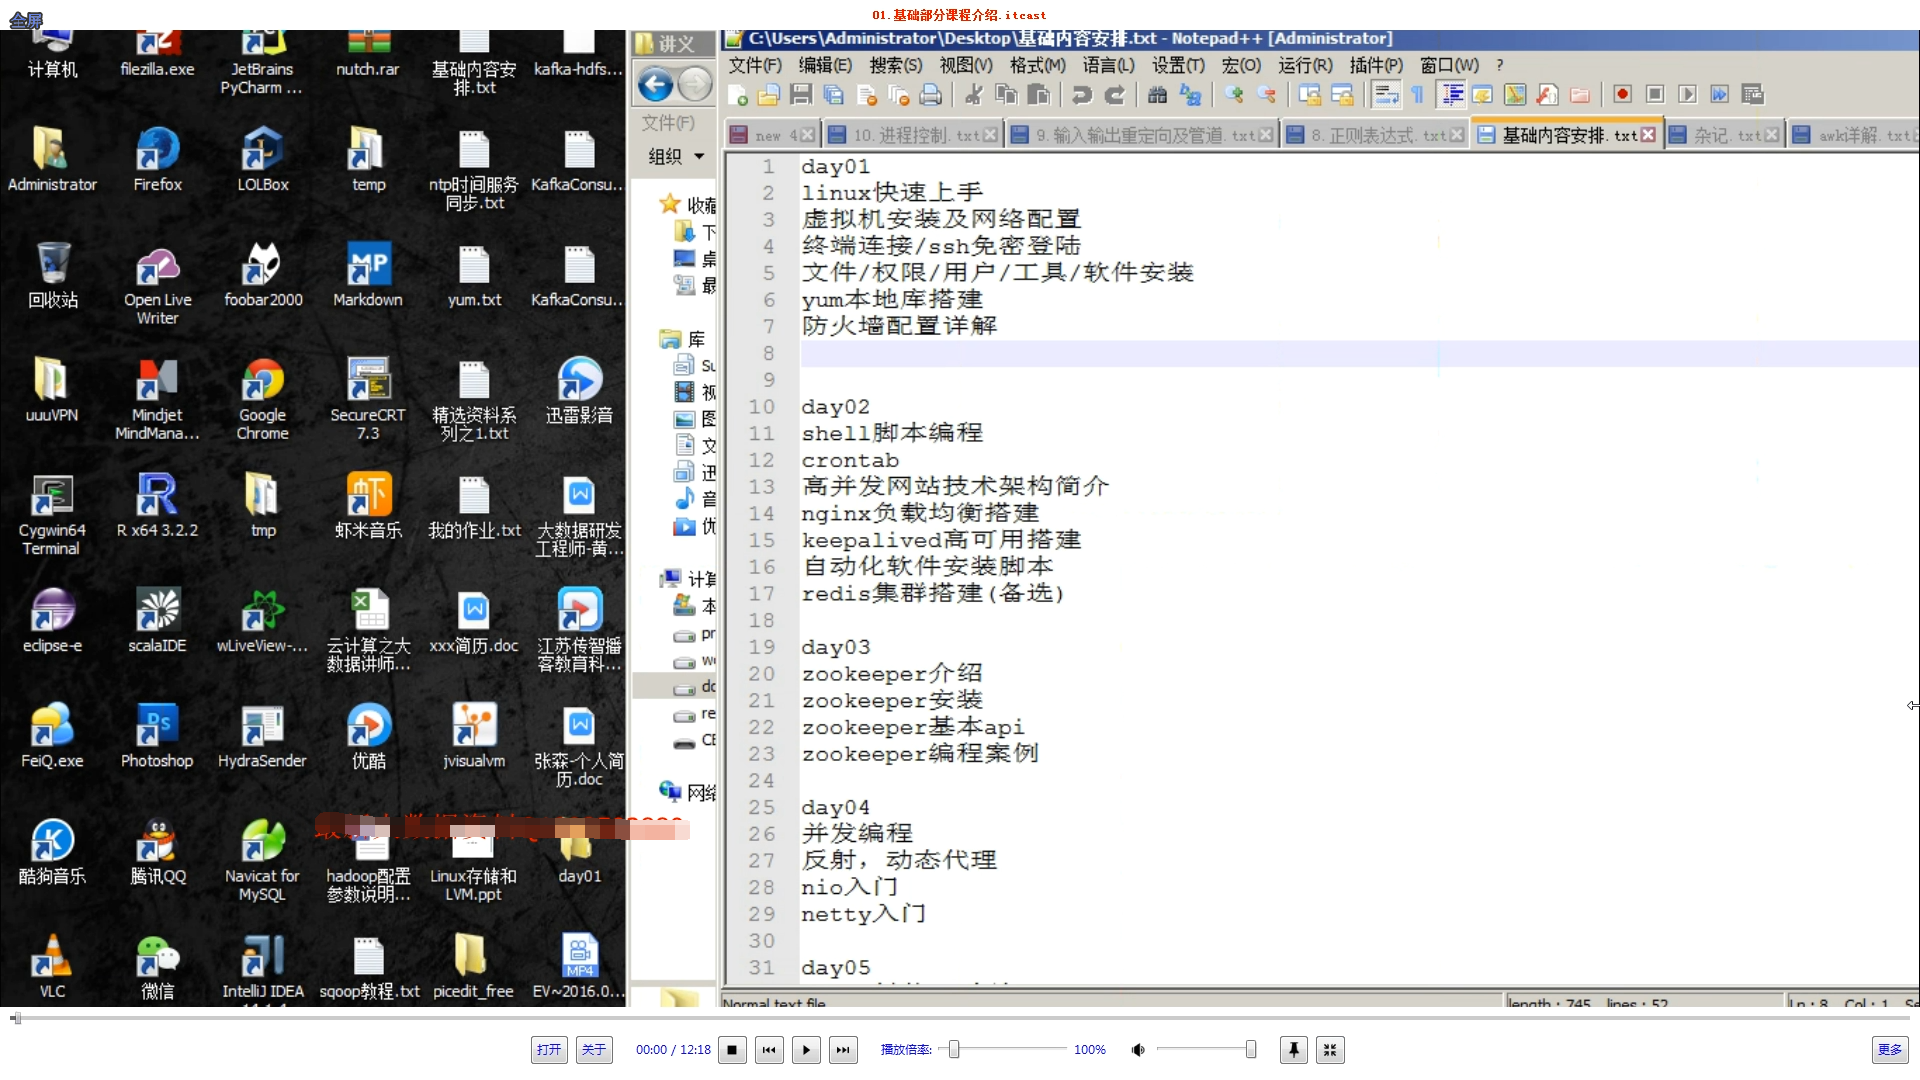 全屏
01.基础部分课程介绍.itcast
计算机
filezilla.exe
JetBrains PyCharm ...
nutch.rar
基础内容安排.txt
kafka-hdfs...
Administrator
Firefox
LOLBox
temp
ntp时间服务同步.txt
KafkaConsu...
回收站
Open Live Writer
foobar2000
Markdown
yum.txt
KafkaConsu...
uuuVPN
Mindjet MindMana...
Google Chrome
SecureCRT 7.3
精选资料系列之1.txt
迅雷影音
Cygwin64 Terminal
R x64 3.2.2
tmp
虾米音乐
我的作业.txt
大数据研发工程师-黄...
eclipse-e
scalaIDE
wLiveView-...
云计算之大数据讲师...
xxx简历.doc
江苏传智播客教育科...
FeiQ.exe
Photoshop
HydraSender
优酷
jvisualvm
张森-个人简历.doc
酷狗音乐
腾讯QQ
Navicat for MySQL
hadoop配置参数说明...
Linux存储和LVM.ppt
day01
VLC
微信
IntelliJ IDEA
sqoop教程.txt
picedit_free
EV~2016.0...
讲义
文件(F)
组织
库
C:\Users\Administrator\Desktop\基础内容安排.txt - Notepad++ [Administrator]
文件(F) 编辑(E) 搜索(S) 视图(V) 格式(M) 语言(L) 设置(T) 宏(O) 运行(R) 插件(P) 窗口(W) ?
new 4 10.进程控制.txt 9.输入输出重定向及管道.txt 8.正则表达式.txt 基础内容安排.txt 杂记.txt awk详解.txt
1 day01
2 linux快速上手
3 虚拟机安装及网络配置
4 终端连接/ssh免密登陆
5 文件/权限/用户/工具/软件安装
6 yum本地库搭建
7 防火墙配置详解
8
9
10 day02
11 shell脚本编程
12 crontab
13 高并发网站技术架构简介
14 nginx负载均衡搭建
15 keepalived高可用搭建
16 自动化软件安装脚本
17 redis集群搭建(备选)
18
19 day03
20 zookeeper介绍
21 zookeeper安装
22 zookeeper基本api
23 zookeeper编程案例
24
25 day04
26 并发编程
27 反射，动态代理
28 nio入门
29 netty入门
30
31 day05
Normal text file
length : 745 lines : 52
Ln : 8 Col : 1
打开 关于 00:00 / 12:18 播放倍率: 100% 更多